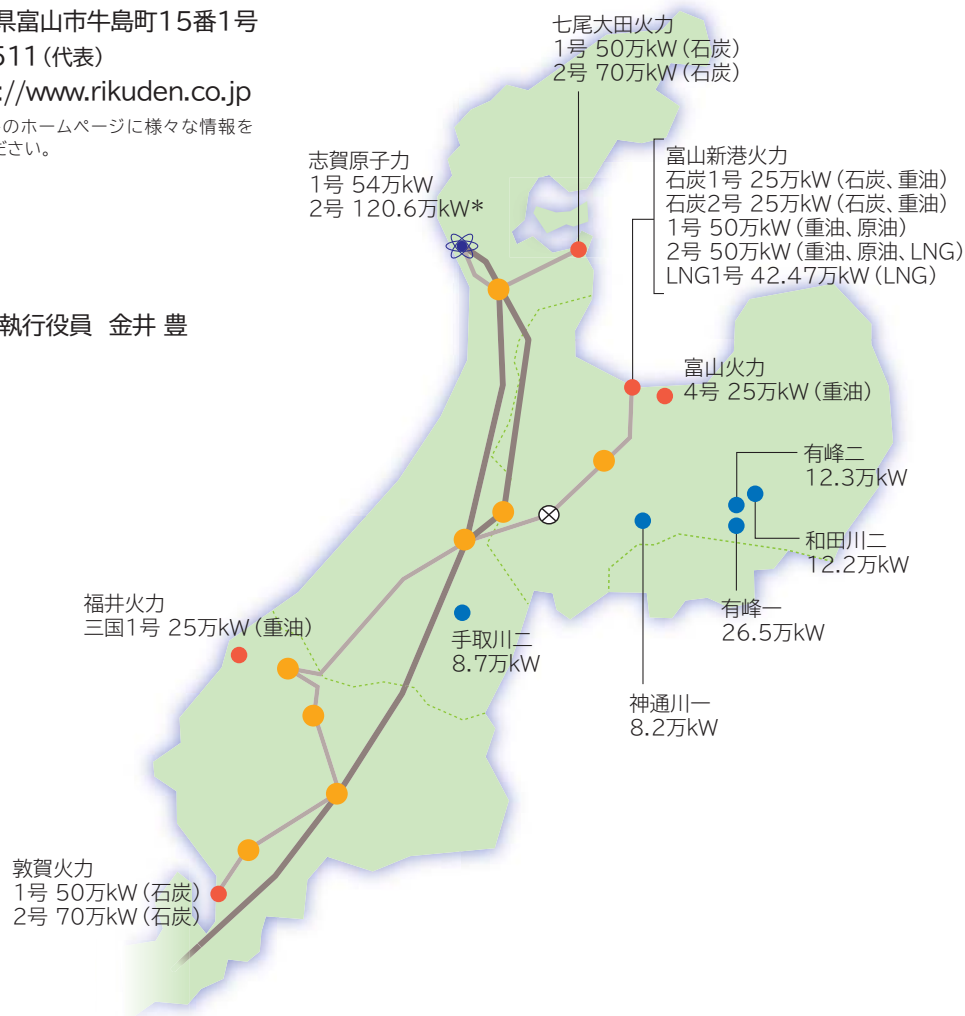 県富山市牛島町15番1号
511（代表）
://www.rikuden.co.jp
のホームページに様々な情報を
ださい。
執行役員 金井 豊
七尾大田火力
1号 50万kW（石炭）
2号 70万kW（石炭）
志賀原子力
1号 54万kW
2号 120.6万kW*
富山新港火力
石炭1号 25万kW（石炭、重油）
石炭2号 25万kW（石炭、重油）
1号 50万kW（重油、原油）
2号 50万kW（重油、原油、LNG）
LNG1号 42.47万kW（LNG）
富山火力
4号 25万kW（重油）
有峰二
12.3万kW
和田川二
12.2万kW
有峰一
26.5万kW
神通川一
8.2万kW
手取川二
8.7万kW
福井火力
三国1号 25万kW（重油）
敦賀火力
1号 50万kW（石炭）
2号 70万kW（石炭）